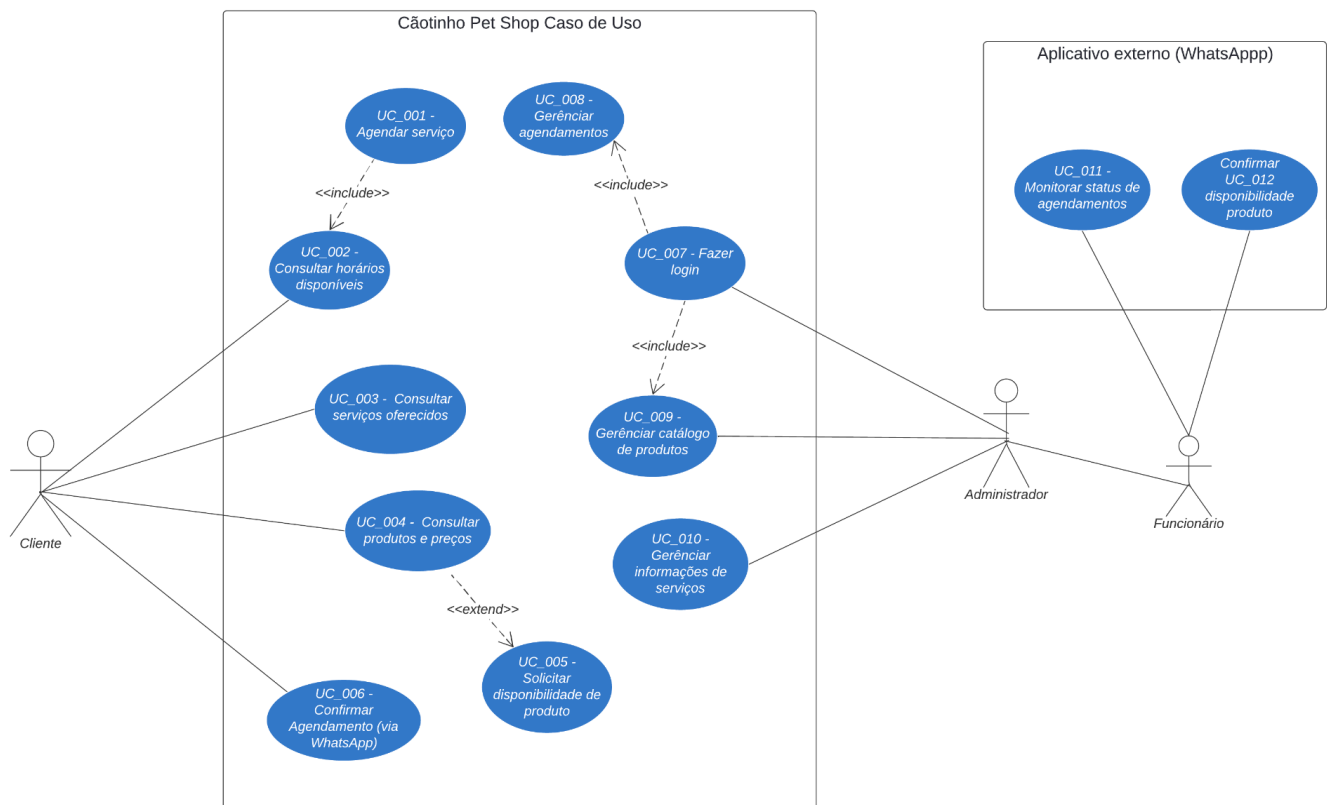 Cãotinho Pet Shop Caso de Uso
Aplicativo externo (WhatsAppp)
UC_001 -
Agendar serviço
UC_008 -
Gerênciar
agendamentos
<<include>>
<<include>>
UC_011 -
Monitorar status de
agendamentos
Confirmar
UC_012
disponibilidade
produto
UC_002 -
Consultar horários
disponíveis
UC_007 - Fazer
login
<<include>>
UC_003 -  Consultar
serviços oferecidos
UC_009 -
Gerênciar catálogo
de produtos
Cliente
Administrador
Funcionário
UC_004 -  Consultar
produtos e preços
UC_010 -
Gerênciar
informações de
serviços
<<extend>>
UC_005 -
Solicitar
disponibilidade de
produto
UC_006 -
Confirmar
Agendamento (via
WhatsApp)